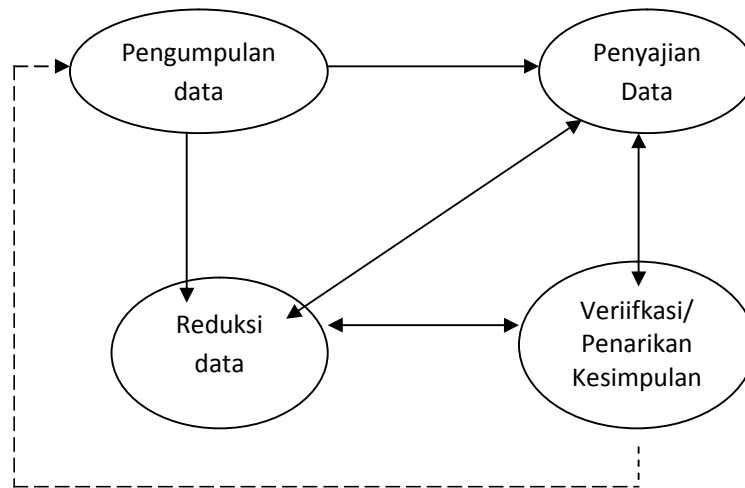 Pengumpulan
data
Penyajian
Data
Reduksi
data
Veriifkasi/
Penarikan
Kesimpulan